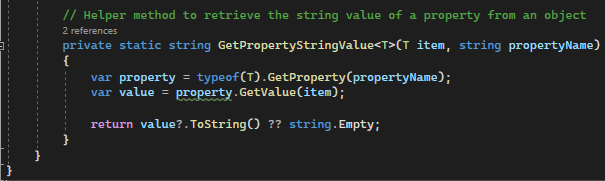 // Helper method to retrieve the string value of a property from an object
2 references
private static string GetPropertyStringValue<T>(T item, string propertyName)
{
var property = typeof(T).GetProperty(propertyName);
var value = property.GetValue(item);
return value?.ToString() ?? string.Empty;
}
}
}